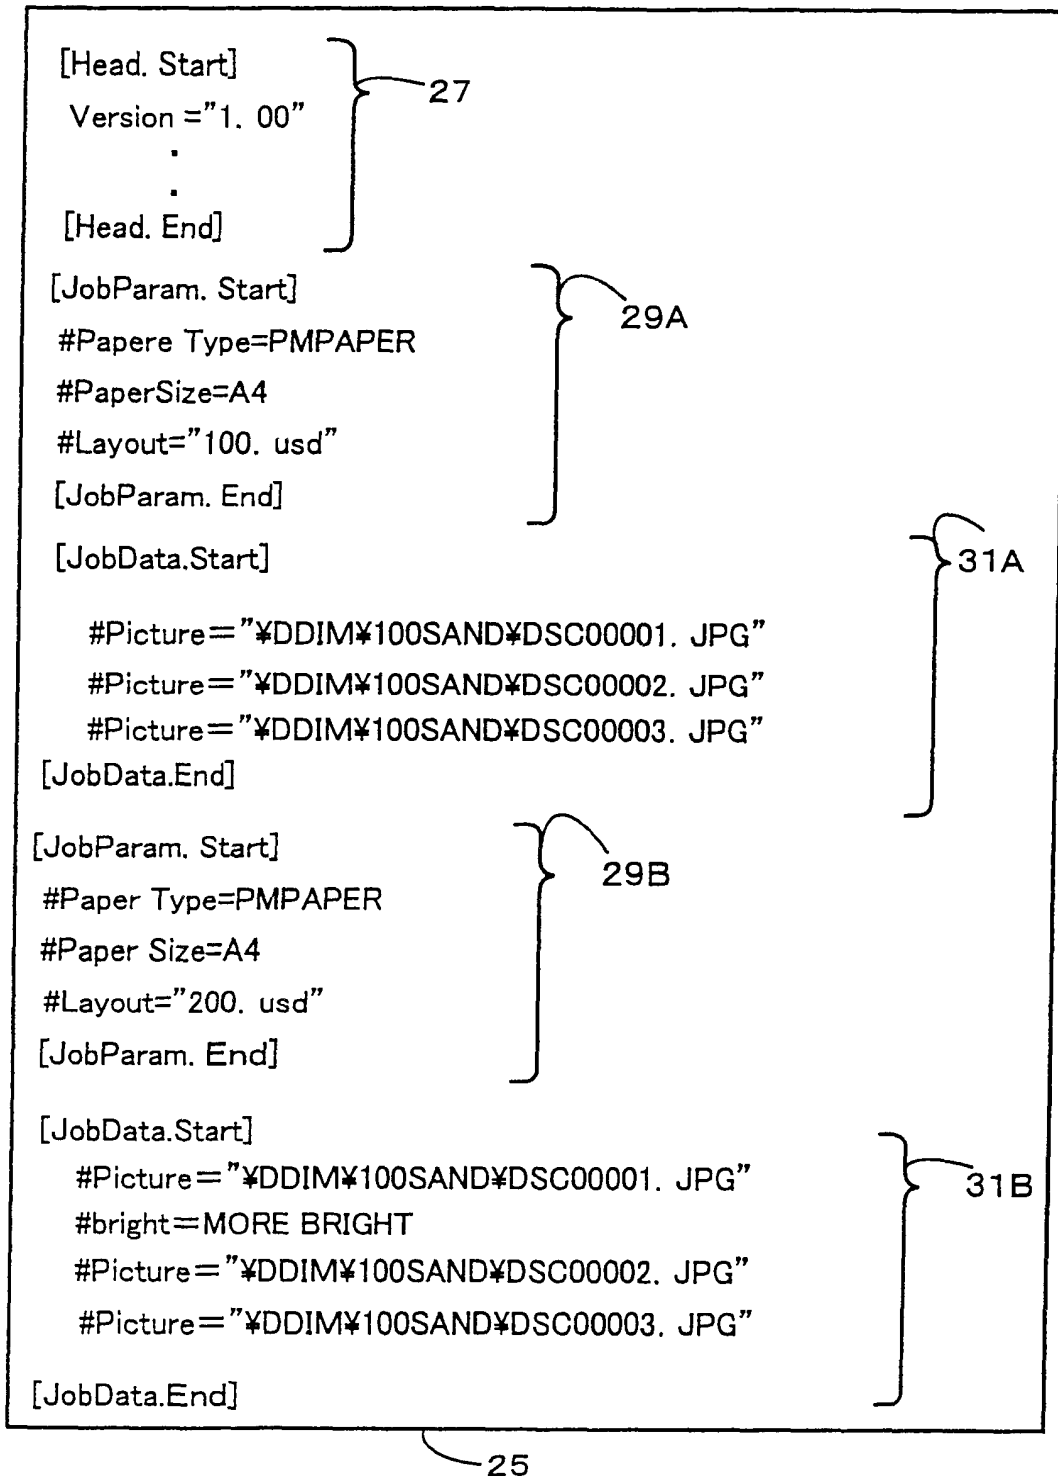 [Head. Start]
27
Version ="1. 00"
.
.
[Head. End]
[JobParam. Start]
29A
#Papere Type=PMPAPER
#PaperSize=A4
#Layout="100. usd"
[JobParam. End]
[JobData.Start]
31A
#Picture="¥DDIM¥100SAND¥DSC00001. JPG"
#Picture="¥DDIM¥100SAND¥DSC00002. JPG"
#Picture="¥DDIM¥100SAND¥DSC00003. JPG"
[JobData.End]
[JobParam. Start]
29B
#Paper Type=PMPAPER
#Paper Size=A4
#Layout="200. usd"
[JobParam. End]
[JobData.Start]
31B
#Picture="¥DDIM¥100SAND¥DSC00001. JPG"
#bright=MORE BRIGHT
#Picture="¥DDIM¥100SAND¥DSC00002. JPG"
#Picture="¥DDIM¥100SAND¥DSC00003. JPG"
[JobData.End]
25